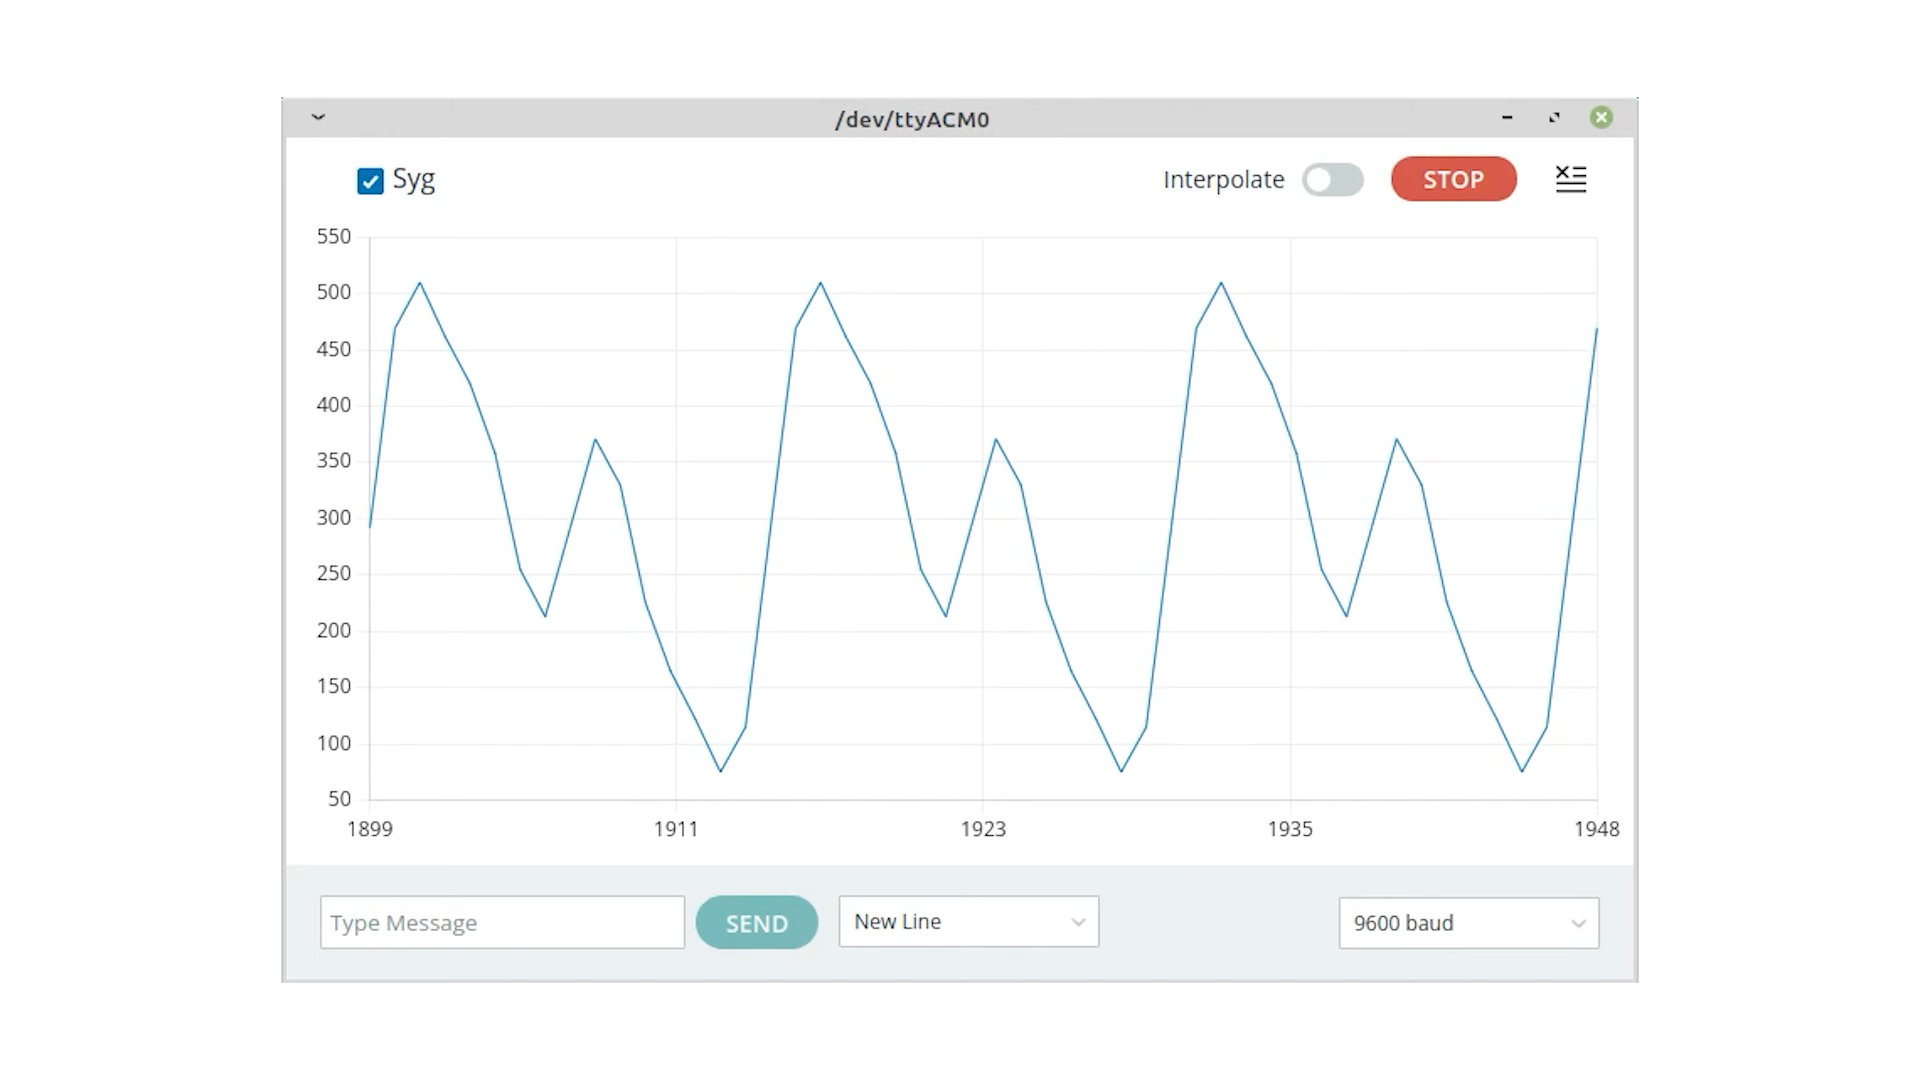 /dev/ttyACM0
Syg
Interpolate
STOP
550
500
450
400
350
300
250
200
150
100
50
1899 1911 1923 1935 1948
Type Message
SEND
New Line
9600 baud